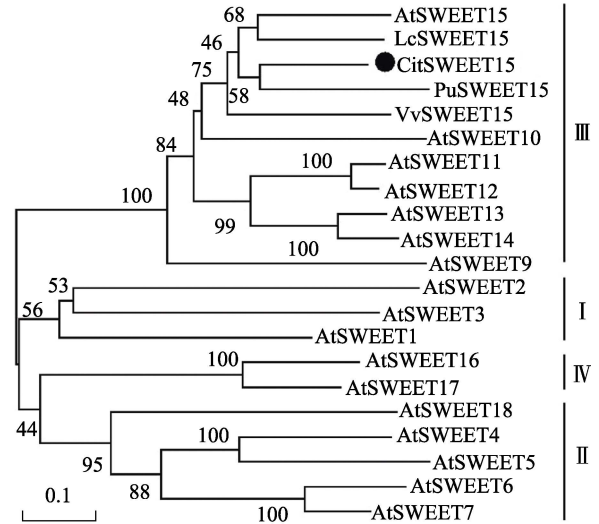 68
AtSWEET15
LcSWEET15
46
CitSWEET15
75
58
PuSWEET15
48
VvSWEET15
Ⅲ
AtSWEET10
84
100
AtSWEET11
AtSWEET12
100
99
AtSWEET13
AtSWEET14
100
AtSWEET9
53
AtSWEET2
56
AtSWEET3
Ⅰ
AtSWEET1
100
AtSWEET16
Ⅳ
AtSWEET17
AtSWEET18
44
100
AtSWEET4
95
AtSWEET5
Ⅱ
88
AtSWEET6
0.1
100
AtSWEET7